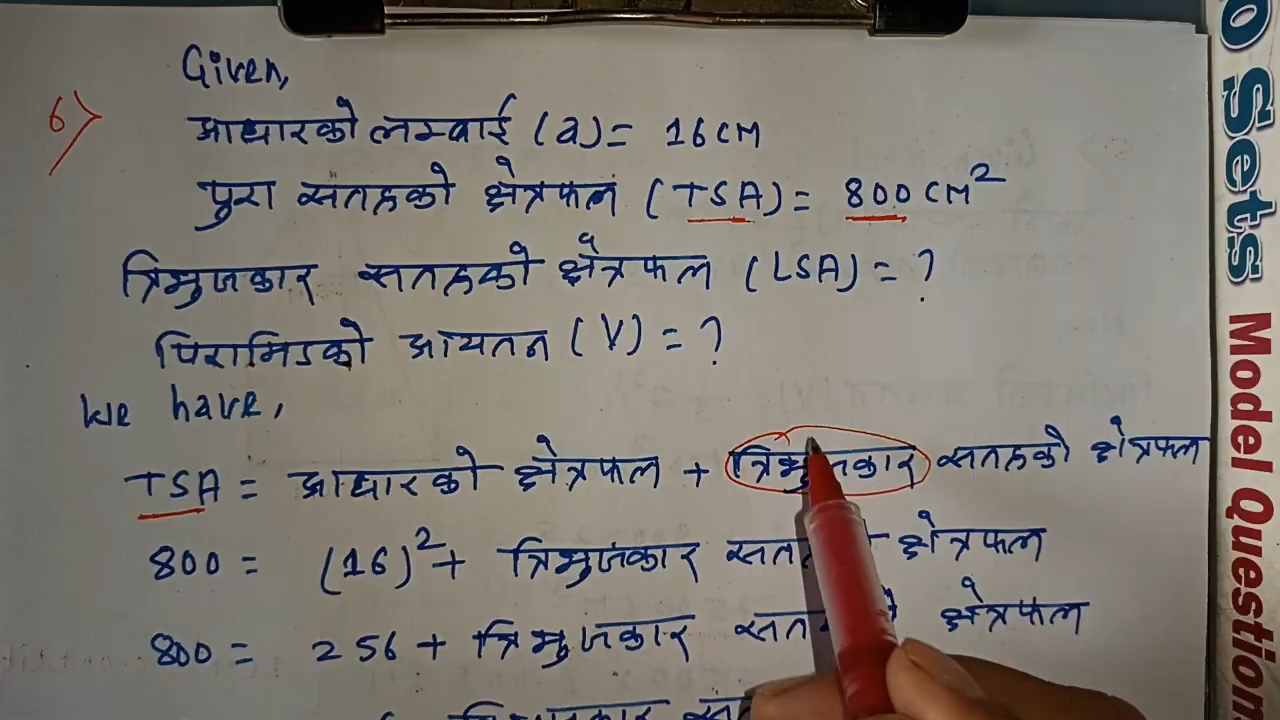 Given,
6>
आधारको लम्बाई (a) = 16 cm
पुरा सतहको क्षेत्रफल (TSA) = 800 cm²
त्रिभुजकार सतहको क्षेत्रफल (LSA) = ?
पिरामिडको आयतन (V) = ?
We have,
TSA = आधारको क्षेत्रफल + त्रिभुजकार सतहको क्षेत्रफल
800 = (16)² + त्रिभुजकार क्षेत्रफल
800 = 256 + त्रिभुजकार क्षेत्रफल
त्रिभुजकार
Sets Model Question